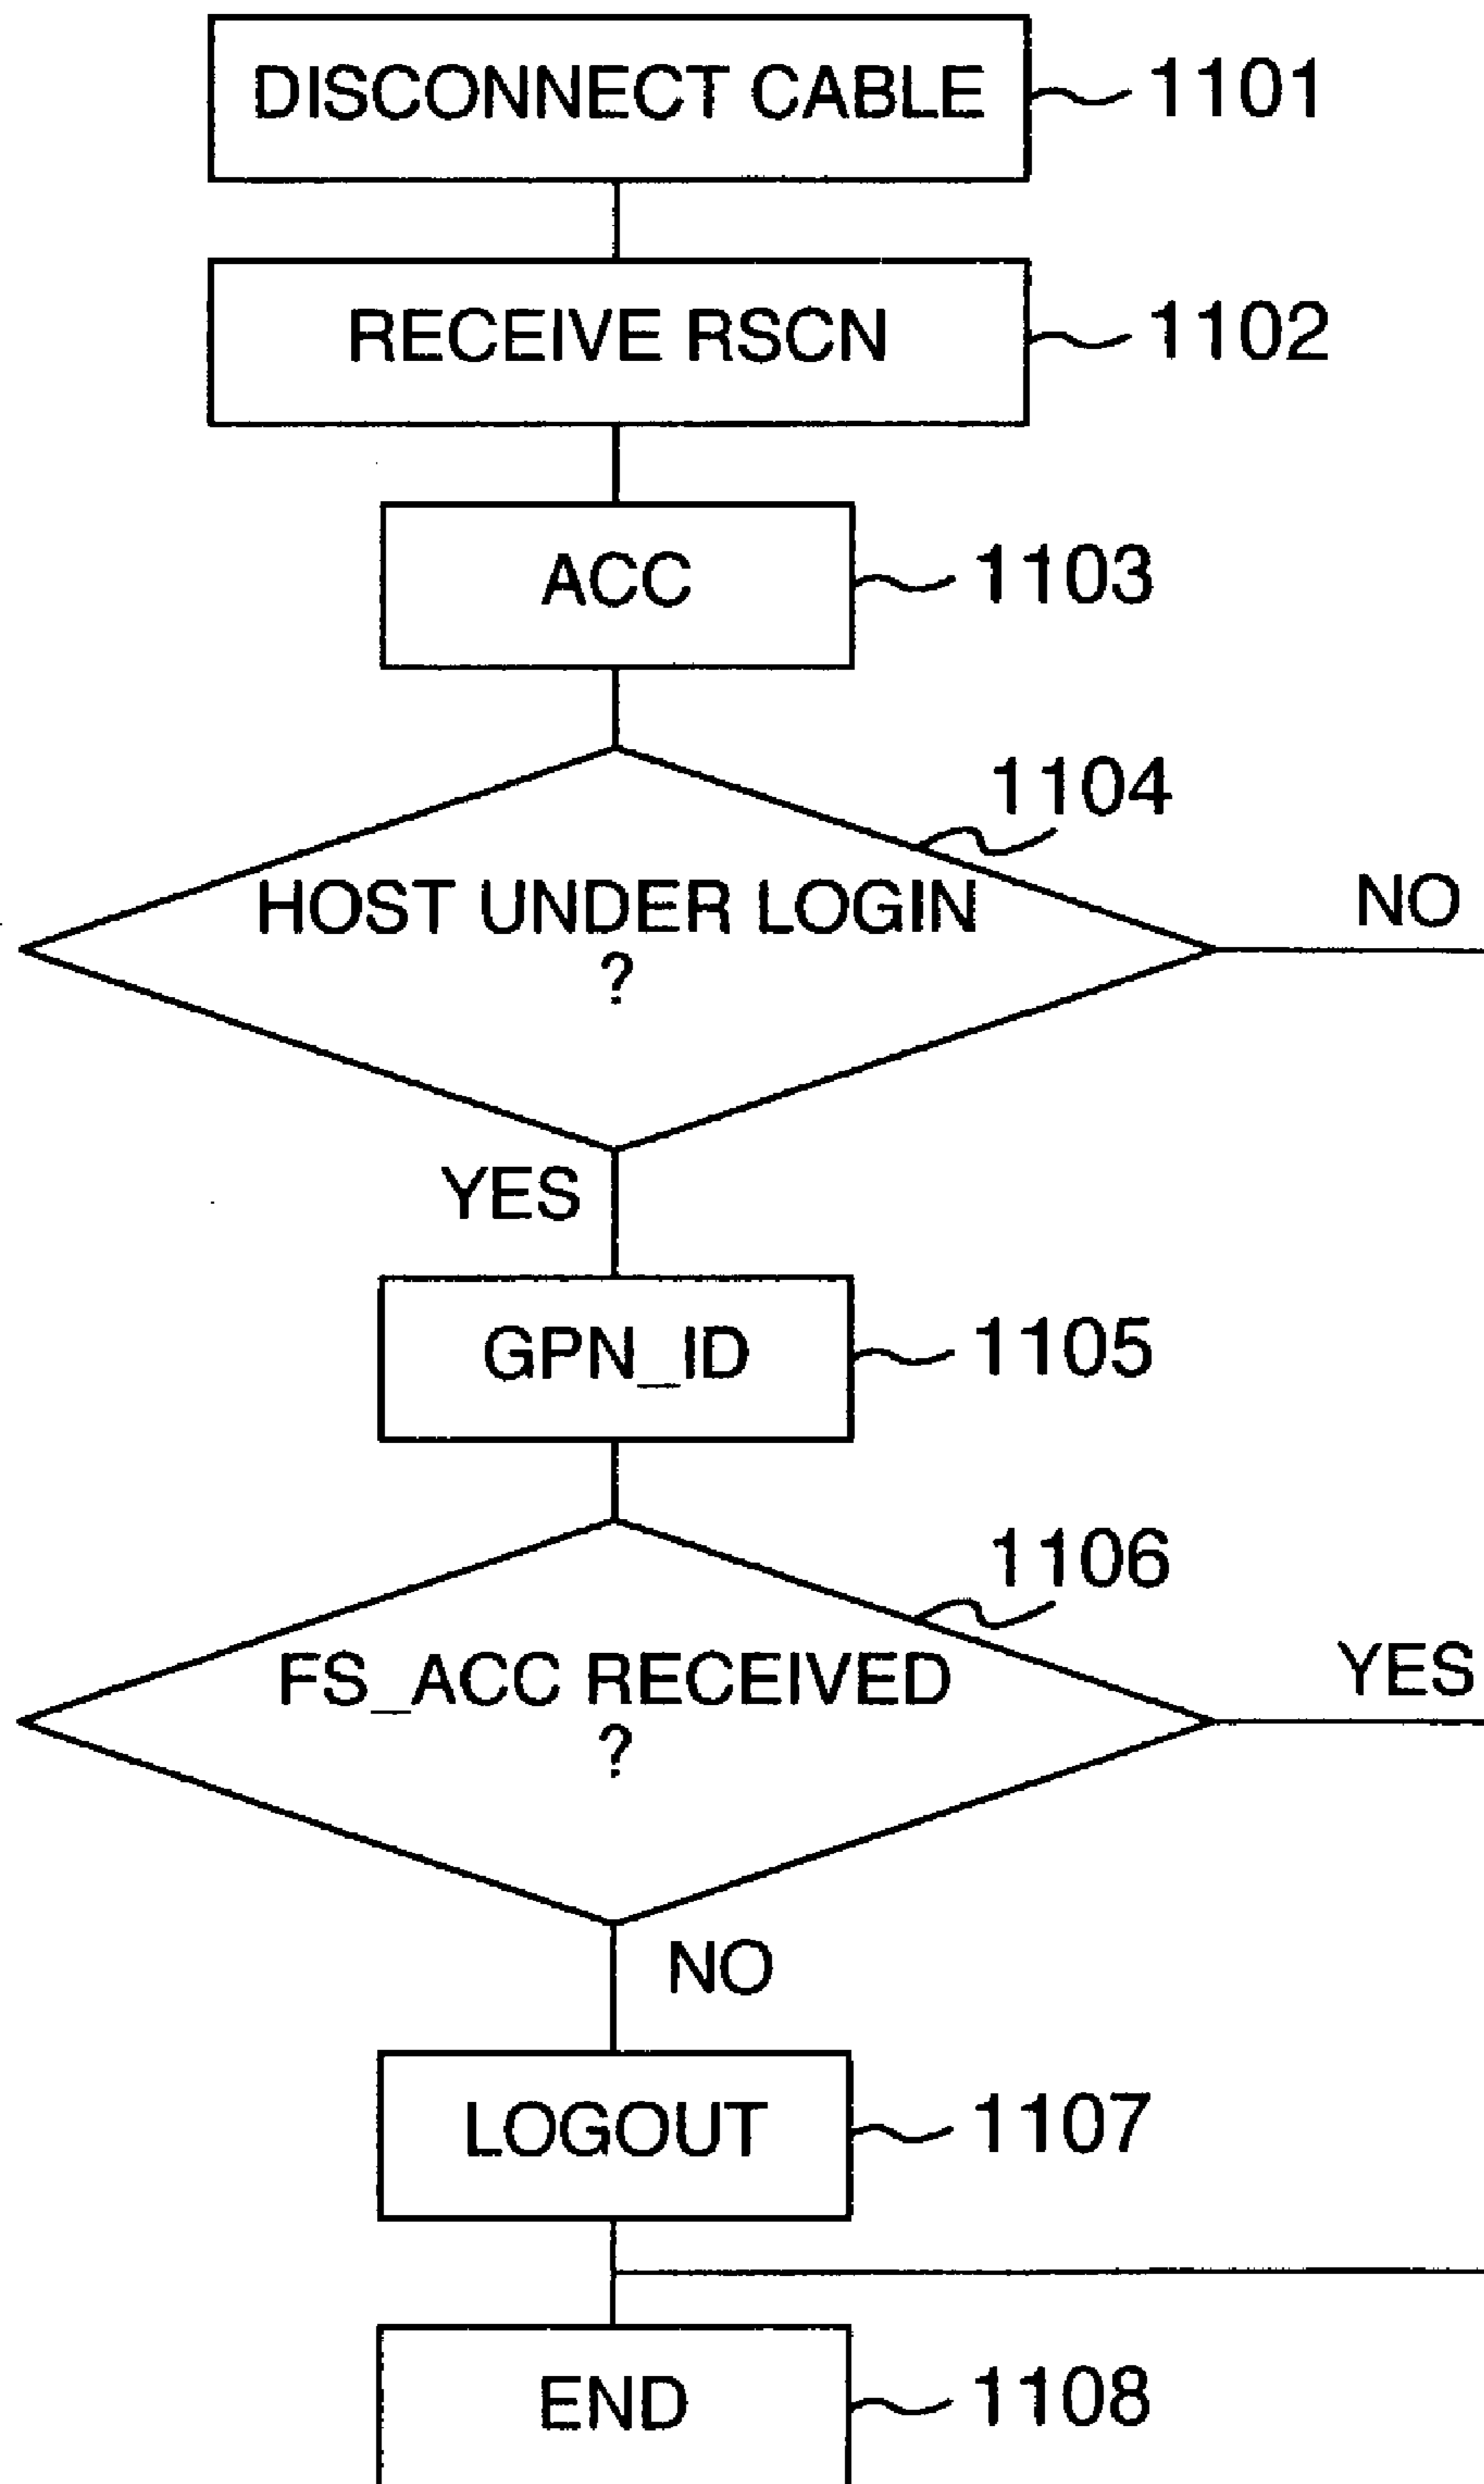 DISCONNECT CABLE
1101
RECEIVE RSCN
1102
ACC
1103
1104
HOST UNDER LOGIN
?
NO
YES
GPN_ID
1105
1106
FS_ACC RECEIVED
?
YES
NO
LOGOUT
1107
END
1108